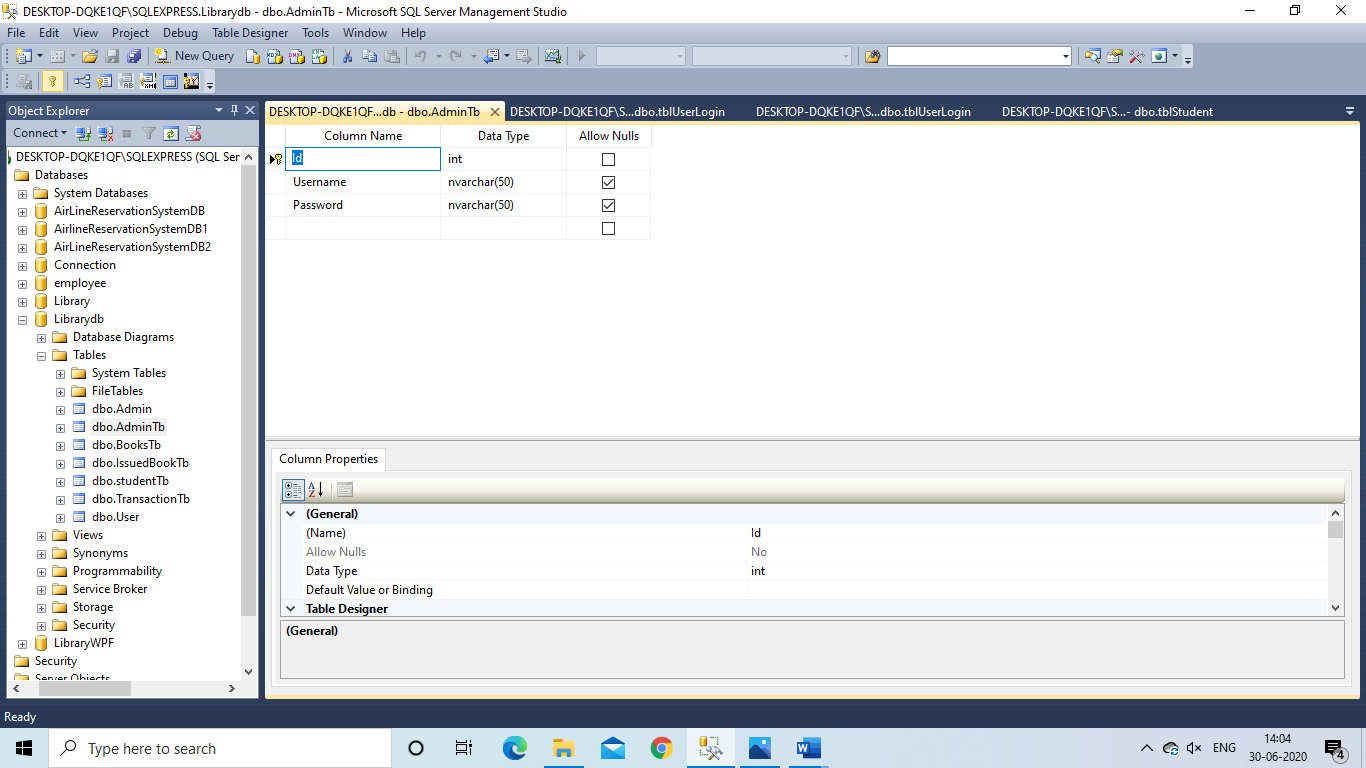 DESKTOP-DQKE1QF\SQLEXPRESS.Librarydb - dbo.AdminTb - Microsoft SQL Server Management Studio
File Edit View Project Debug Table Designer Tools Window Help
New Query
Object Explorer
DESKTOP-DQKE1QF...db - dbo.AdminTb
DESKTOP-DQKE1QF\S...dbo.tblUserLogin
DESKTOP-DQKE1QF\S...dbo.tblUserLogin
DESKTOP-DQKE1QF\S...- dbo.tblStudent
Connect
DESKTOP-DQKE1QF\SQLEXPRESS (SQL Ser
Databases
System Databases
AirLineReservationSystemDB
AirlineReservationSystemDB1
AirLineReservationSystemDB2
Connection
employee
Library
Librarydb
Database Diagrams
Tables
System Tables
FileTables
dbo.Admin
dbo.AdminTb
dbo.BooksTb
dbo.IssuedBookTb
dbo.studentTb
dbo.TransactionTb
dbo.User
Views
Synonyms
Programmability
Service Broker
Storage
Security
LibraryWPF
Security
Server Objects
Column Name Data Type Allow Nulls
Id int
Username nvarchar(50)
Password nvarchar(50)
Column Properties
(General)
(Name) Id
Allow Nulls No
Data Type int
Default Value or Binding
Table Designer
(General)
Ready
Type here to search
ENG
14:04
30-06-2020
4